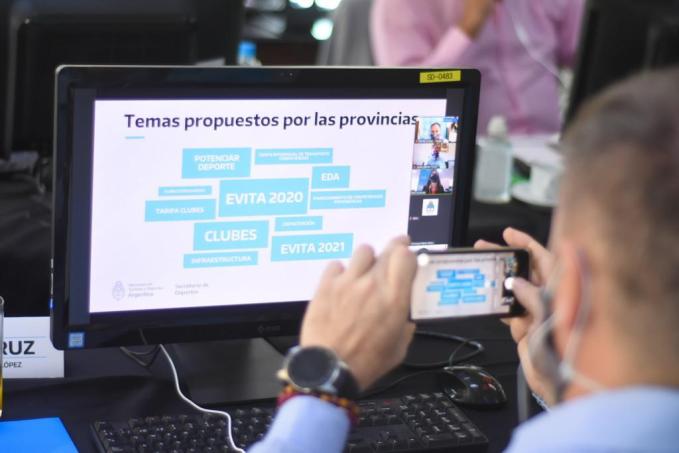 SD-0483
Temas propuestos por las provincias
POTENCIAR
DEPORTE
EDA
EVITA 2020
TARIFA CLUBES
CAPACITACIÓN
CLUBES
EVITA 2021
INFRAESTRUCTURA
Argentina
Secretaría de
Deportes
RUZ
LÓPEZ